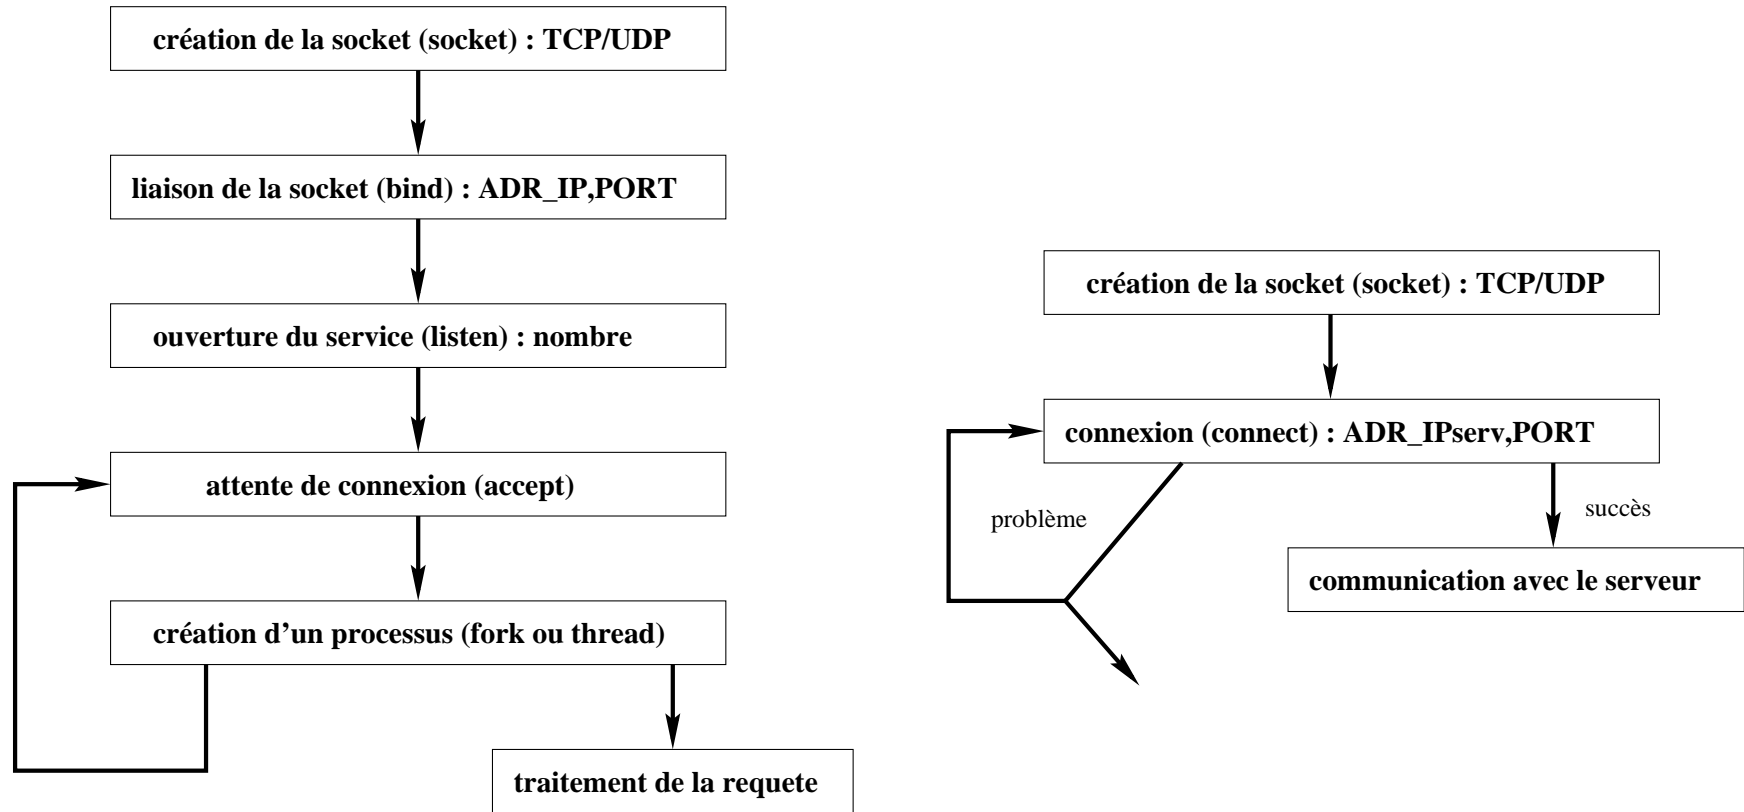 création de la socket (socket) : TCP/UDP
liaison de la socket (bind) : ADR_IP,PORT
ouverture du service (listen) : nombre
attente de connexion (accept)
création d'un processus (fork ou thread)
traitement de la requete
création de la socket (socket) : TCP/UDP
connexion (connect) : ADR_IPserv,PORT
problème
succès
communication avec le serveur